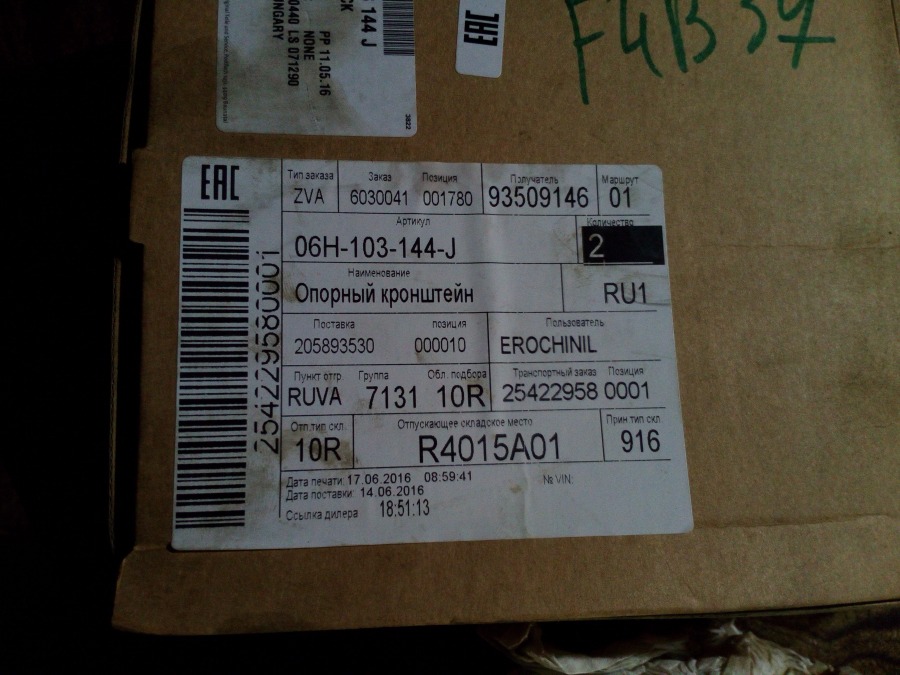 144 J
PP 11.05.16
NONE
0440 LS 071290
HUNGARY
3822
EAC
F4B37
EAC
Тип заказа Заказ Позиция Получатель Маршрут
ZVA 6030041 001780 93509146 01
Артикул Количество
06H-103-144-J 2
Наименование
Опорный кронштейн RU1
Поставка позиция Пользователь
205893530 000010 EROCHINIL
Пункт отгр. Группа Обл. подбора Транспортный заказ Позиция
RUVA 7131 10R 25422958 0001
Отп.тип скл. Отпускающее складское место Прин тип скл.
10R R4015A01 916
Дата печати: 17.06.2016 08:59:41 № VIN:
Дата поставки: 14.06.2016
Ссылка дилера 18:51:13
254229580001